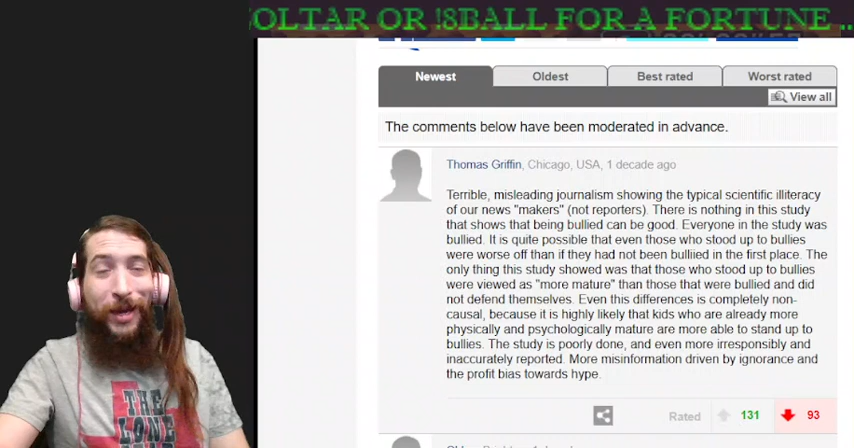 OLTAR OR !8BALL FOR A FORTUNE ..
Newest Oldest Best rated Worst rated
View all
The comments below have been moderated in advance.
Thomas Griffin, Chicago, USA, 1 decade ago
Terrible, misleading journalism showing the typical scientific illiteracy
of our news "makers" (not reporters). There is nothing in this study
that shows that being bullied can be good. Everyone in the study was
bullied. It is quite possible that even those who stood up to bullies
were worse off than if they had not been bulliied in the first place. The
only thing this study showed was that those who stood up to bullies
were viewed as "more mature" than those that were bullied and did
not defend themselves. Even this differences is completely non-
causal, because it is highly likely that kids who are already more
physically and psychologically mature are more able to stand up to
bullies. The study is poorly done, and even more irresponsibly and
inaccurately reported. More misinformation driven by ignorance and
the profit bias towards hype.
Rated 131 93
THE
LONE